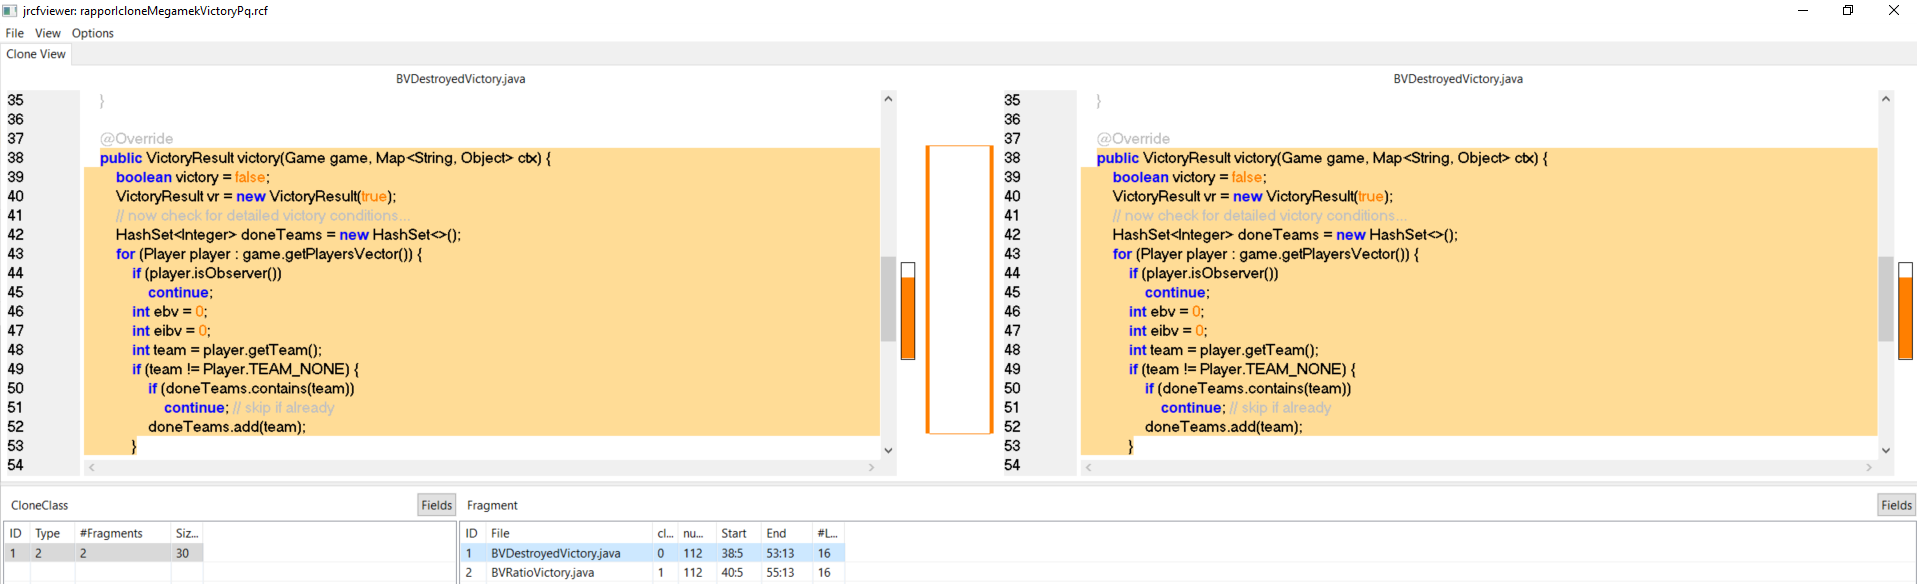 jrcfviewer: rapporlcloneMegamekVictoryPq.rcf
File View Options
Clone View
BVDestroyedVictory.java
35 }
36
37 @Override
38 public VictoryResult victory(Game game, Map<String, Object> ctx) {
39 boolean victory = false;
40 VictoryResult vr = new VictoryResult(true);
41 // now check for detailed victory conditions...
42 HashSet<Integer> doneTeams = new HashSet<>();
43 for (Player player : game.getPlayersVector()) {
44 if (player.isObserver())
45 continue;
46 int ebv = 0;
47 int eibv = 0;
48 int team = player.getTeam();
49 if (team != Player.TEAM_NONE) {
50 if (doneTeams.contains(team))
51 continue; // skip if already
52 doneTeams.add(team);
53 }
54
BVDestroyedVictory.java
35 }
36
37 @Override
38 public VictoryResult victory(Game game, Map<String, Object> ctx) {
39 boolean victory = false;
40 VictoryResult vr = new VictoryResult(true);
41 // now check for detailed victory conditions...
42 HashSet<Integer> doneTeams = new HashSet<>();
43 for (Player player : game.getPlayersVector()) {
44 if (player.isObserver())
45 continue;
46 int ebv = 0;
47 int eibv = 0;
48 int team = player.getTeam();
49 if (team != Player.TEAM_NONE) {
50 if (doneTeams.contains(team))
51 continue; // skip if already
52 doneTeams.add(team);
53 }
54
CloneClass Fields
ID Type #Fragments Siz...
1 2 2 30
Fragment Fields
ID File cl... nu... Start End #L...
1 BVDestroyedVictory.java 0 112 38:5 53:13 16
2 BVRatioVictory.java 1 112 40:5 55:13 16